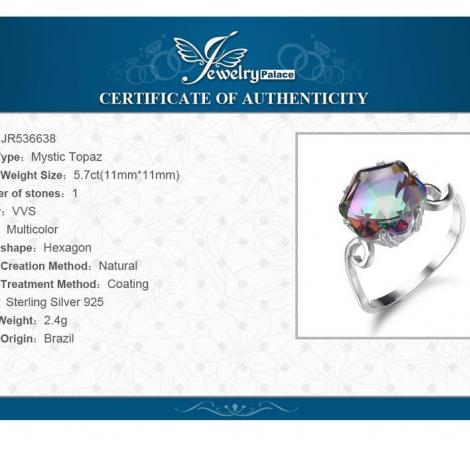 Jewelry Palace
CERTIFICATE OF AUTHENTICITY
JR536638
Type： Mystic Topaz
Weight Size： 5.7ct(11mm*11mm)
er of stones： 1
： VVS
Multicolor
shape： Hexagon
Creation Method： Natural
Treatment Method： Coating
Sterling Silver 925
Weight： 2.4g
Origin： Brazil